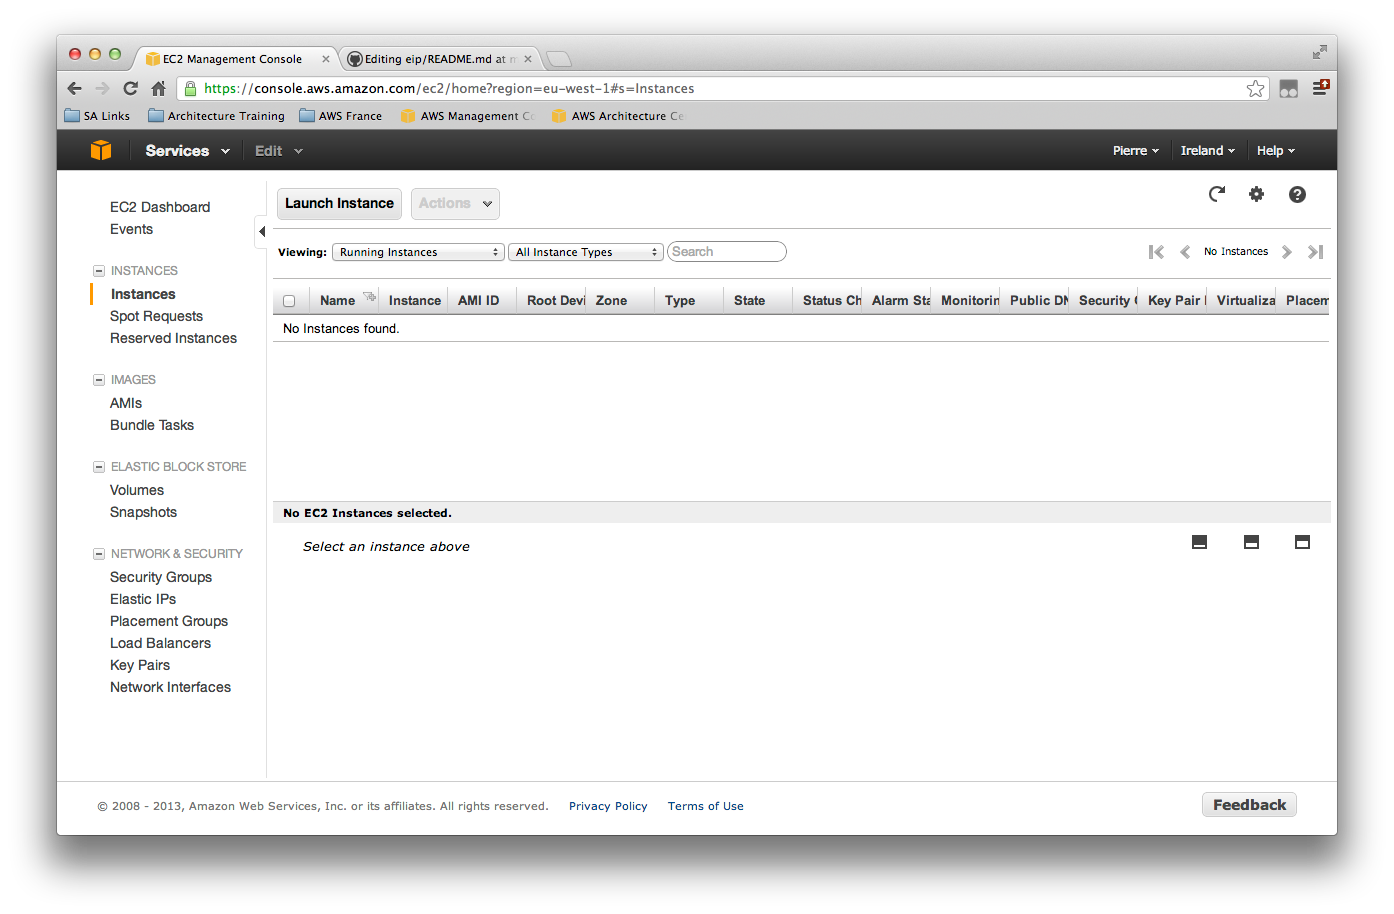 EC2 Management Console
Editing eip/README.md at
https://console.aws.amazon.com/ec2/home?region=eu-west-1#s=Instances
SA Links Architecture Training AWS France AWS Management AWS Architecture Ce
Services Edit Pierre Ireland Help
EC2 Dashboard
Events
INSTANCES
Instances
Spot Requests
Reserved Instances
IMAGES
AMIs
Bundle Tasks
ELASTIC BLOCK STORE
Volumes
Snapshots
NETWORK & SECURITY
Security Groups
Elastic IPs
Placement Groups
Load Balancers
Key Pairs
Network Interfaces
Launch Instance Actions
Viewing: Running Instances All Instance Types Search No Instances
Name Instance AMI ID Root Devi Zone Type State Status Ch Alarm Sta Monitorin Public DN Security Key Pair Virtualiza Placem
No Instances found.
No EC2 Instances selected.
Select an instance above
© 2008 - 2013, Amazon Web Services, Inc. or its affiliates. All rights reserved. Privacy Policy Terms of Use Feedback